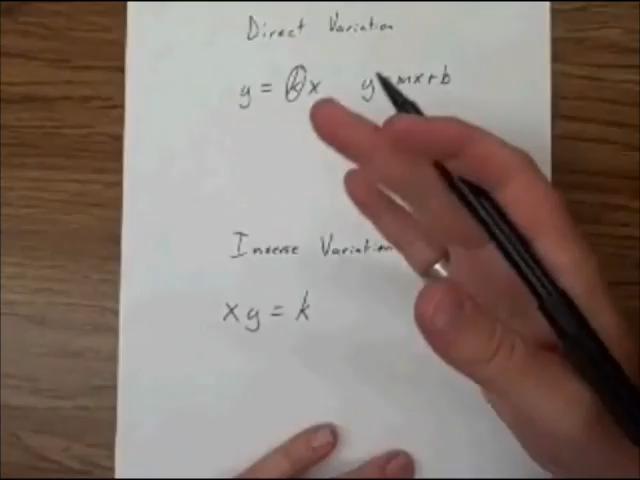 Direct Variation
y = kx y = mx + b
Inverse Variation
xy = k